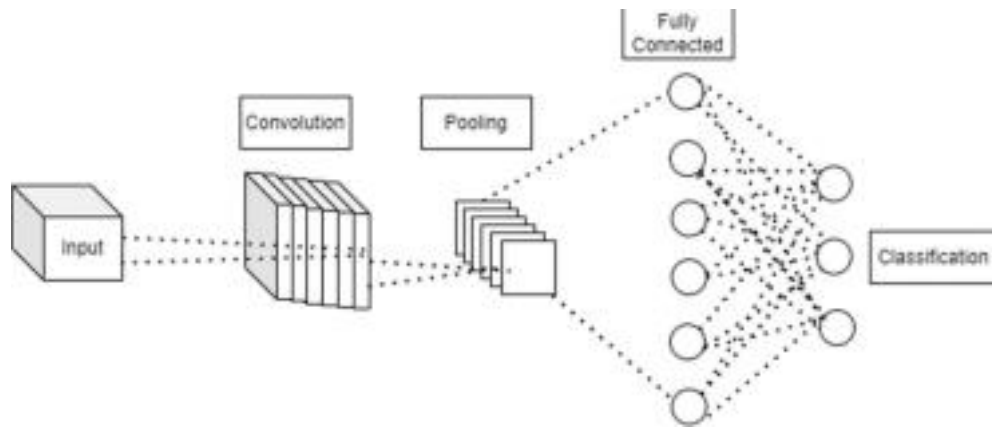 Fully
Connected
Convolution
Pooling
Input
Classification